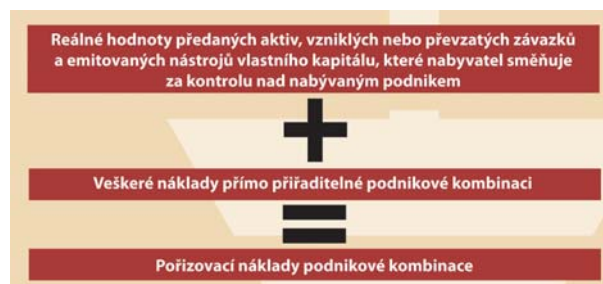 Reálné hodnoty předaných aktiv, vzniklých nebo převzatých závazků
a emitovaných nástrojů vlastního kapitálu, které nabyvatel směňuje
za kontrolu nad nabývaným podnikem
+
Veškeré náklady přímo přiřaditelné podnikové kombinaci
=
Pořizovací náklady podnikové kombinace